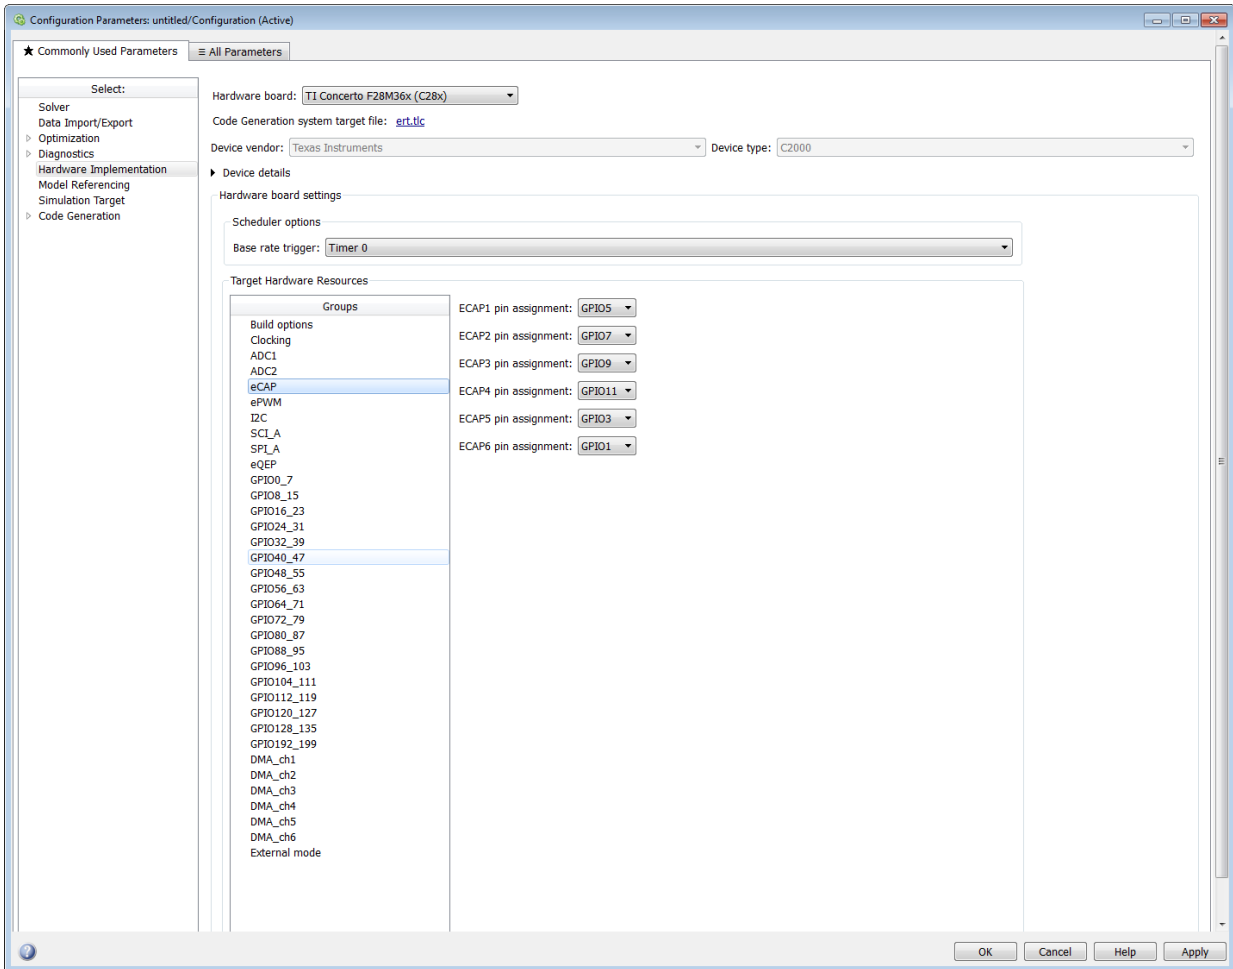 Configuration Parameters: untitled/Configuration (Active)
★ Commonly Used Parameters
≡ All Parameters
Select:
Solver
Data Import/Export
Optimization
Diagnostics
Hardware Implementation
Model Referencing
Simulation Target
Code Generation
Hardware board: TI Concerto F28M36x (C28x)
Code Generation system target file: ert.tlc
Device vendor: Texas Instruments Device type: C2000
Device details
Hardware board settings
Scheduler options
Base rate trigger: Timer 0
Target Hardware Resources
Groups
Build options
Clocking
ADC1
ADC2
eCAP
ePWM
I2C
SCI_A
SPI_A
eQEP
GPIO0_7
GPIO8_15
GPIO16_23
GPIO24_31
GPIO32_39
GPIO40_47
GPIO48_55
GPIO56_63
GPIO64_71
GPIO72_79
GPIO80_87
GPIO88_95
GPIO96_103
GPIO104_111
GPIO112_119
GPIO120_127
GPIO128_135
GPIO192_199
DMA_ch1
DMA_ch2
DMA_ch3
DMA_ch4
DMA_ch5
DMA_ch6
External mode
ECAP1 pin assignment: GPIO5
ECAP2 pin assignment: GPIO7
ECAP3 pin assignment: GPIO9
ECAP4 pin assignment: GPIO11
ECAP5 pin assignment: GPIO3
ECAP6 pin assignment: GPIO1
OK
Cancel
Help
Apply